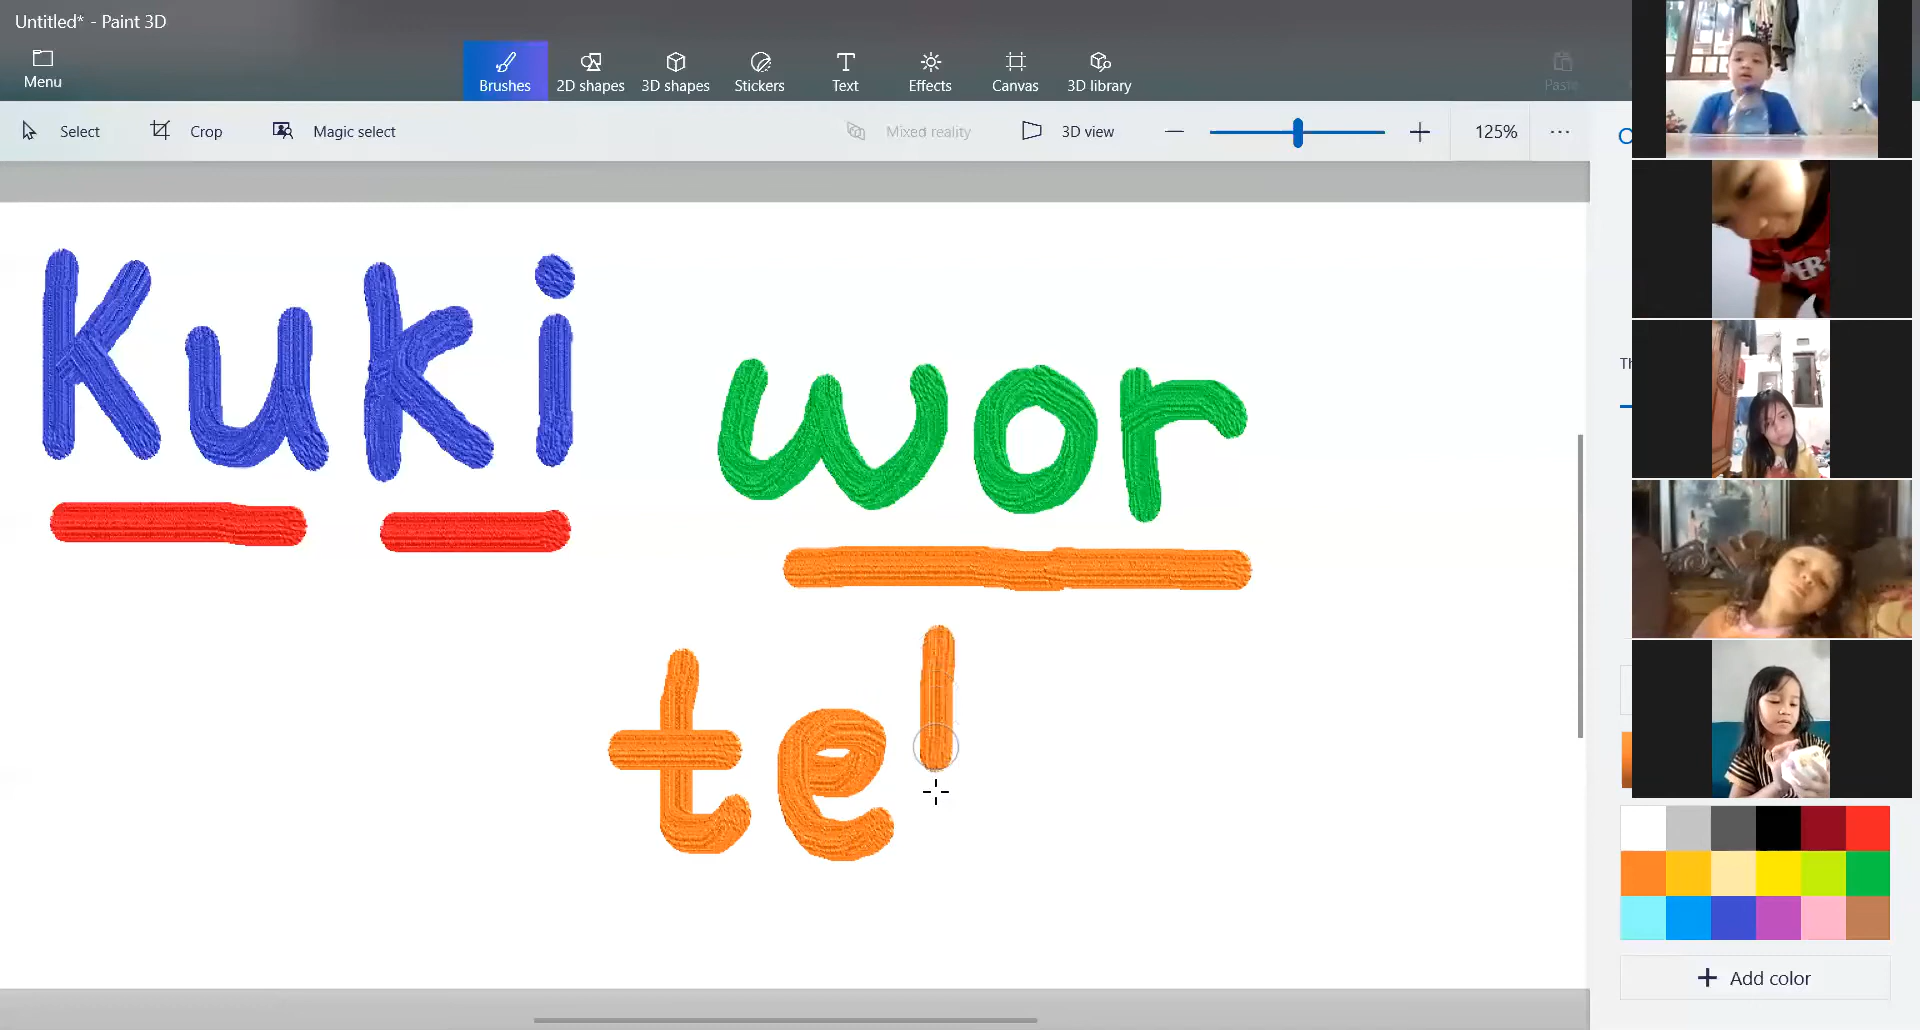 Untitled* - Paint 3D
Menu
Brushes 2D shapes 3D shapes Stickers Text Effects Canvas 3D library Paste
Select Crop Magic select Mixed reality 3D view 125%
Kuki
wor
tel
Add color